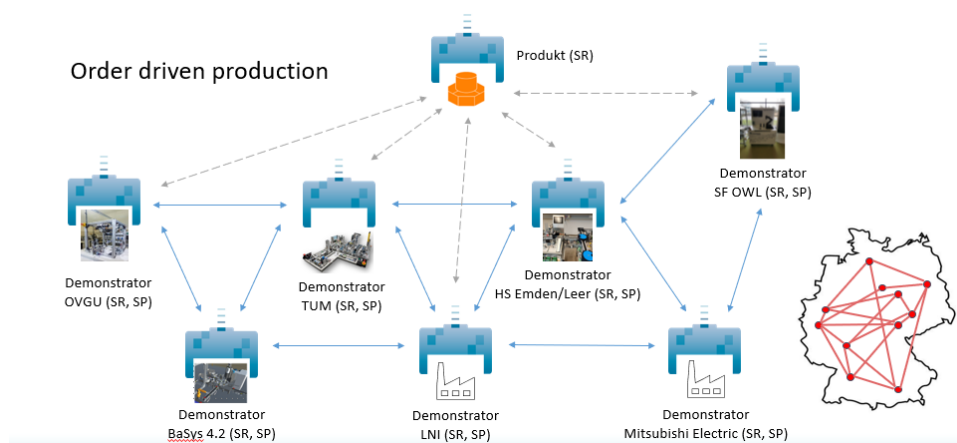 Order driven production
Produkt (SR)
Demonstrator
SF OWL (SR, SP)
Demonstrator
OVGU (SR, SP)
Demonstrator
TUM (SR, SP)
Demonstrator
HS Emden/Leer (SR, SP)
Demonstrator
BaSys 4.2 (SR, SP)
Demonstrator
LNI (SR, SP)
Demonstrator
Mitsubishi Electric (SR, SP)